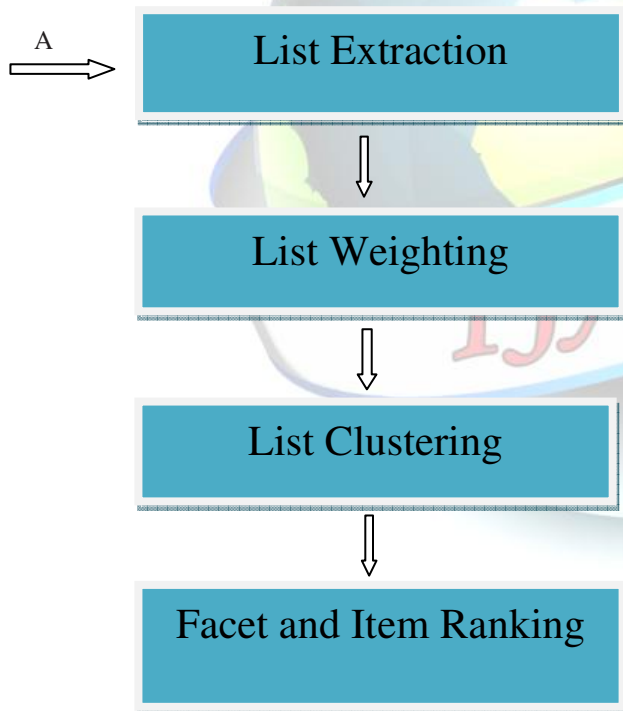 A
List Extraction
List Weighting
List Clustering
Facet and Item Ranking